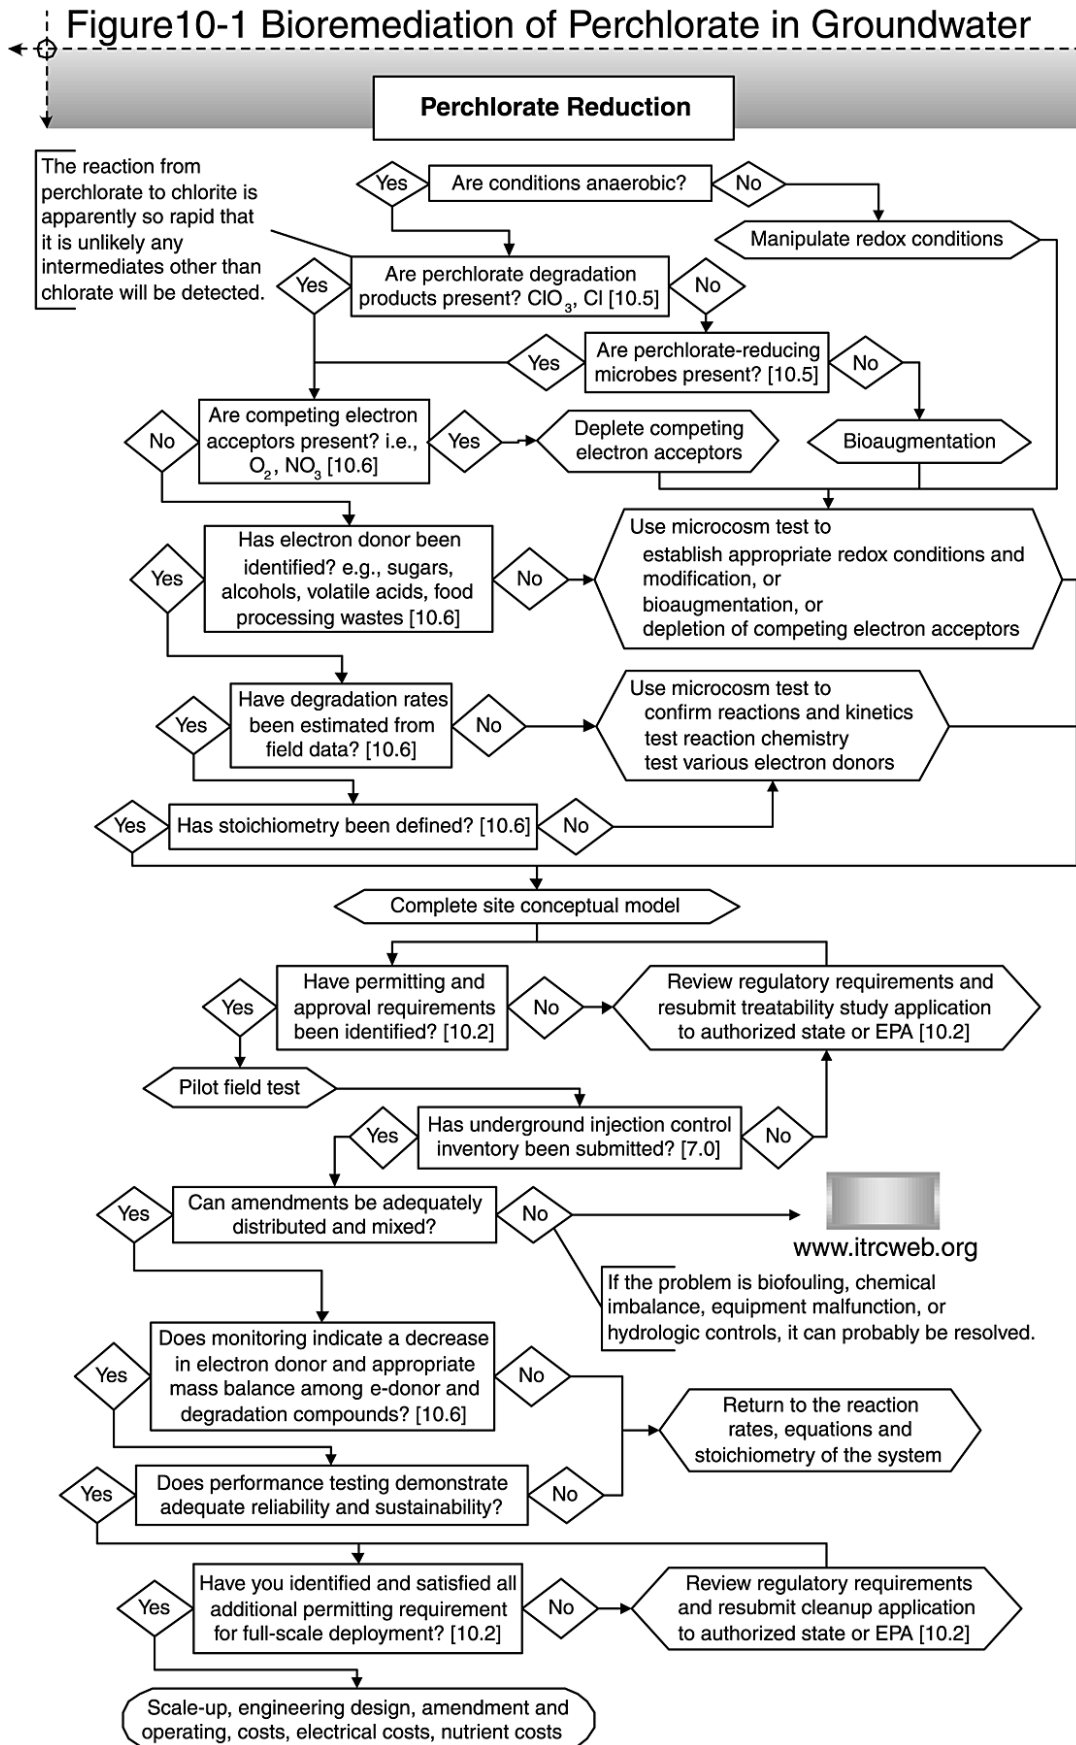 Figure10-1 Bioremediation of Perchlorate in Groundwater
Perchlorate Reduction
The reaction from
perchlorate to chlorite is
apparently so rapid that
it is unlikely any
intermediates other than
chlorate will be detected.
Yes
Are conditions anaerobic?
No
Manipulate redox conditions
Yes
Are perchlorate degradation
products present? ClO3, Cl [10.5]
No
Yes
Are perchlorate-reducing
microbes present? [10.5]
No
No
Are competing electron
acceptors present? i.e.,
O2, NO3 [10.6]
Yes
Deplete competing
electron acceptors
Bioaugmentation
Yes
Has electron donor been
identified? e.g., sugars,
alcohols, volatile acids, food
processing wastes [10.6]
No
Use microcosm test to
establish appropriate redox conditions and
modification, or
bioaugmentation, or
depletion of competing electron acceptors
Yes
Have degradation rates
been estimated from
field data? [10.6]
No
Use microcosm test to
confirm reactions and kinetics
test reaction chemistry
test various electron donors
Yes
Has stoichiometry been defined? [10.6]
No
Complete site conceptual model
Yes
Have permitting and
approval requirements
been identified? [10.2]
No
Review regulatory requirements and
resubmit treatability study application
to authorized state or EPA [10.2]
Pilot field test
Yes
Has underground injection control
inventory been submitted? [7.0]
No
Yes
Can amendments be adequately
distributed and mixed?
No
www.itrcweb.org
If the problem is biofouling, chemical
imbalance, equipment malfunction, or
hydrologic controls, it can probably be resolved.
Yes
Does monitoring indicate a decrease
in electron donor and appropriate
mass balance among e-donor and
degradation compounds? [10.6]
No
Return to the reaction
rates, equations and
stoichiometry of the system
Yes
Does performance testing demonstrate
adequate reliability and sustainability?
No
Yes
Have you identified and satisfied all
additional permitting requirement
for full-scale deployment? [10.2]
No
Review regulatory requirements
and resubmit cleanup application
to authorized state or EPA [10.2]
Scale-up, engineering design, amendment and
operating, costs, electrical costs, nutrient costs